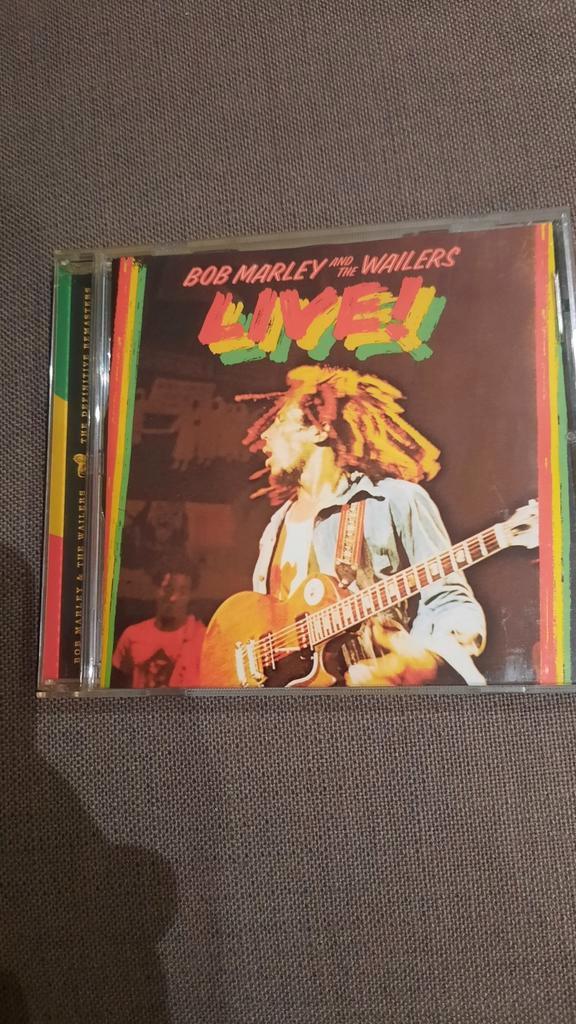 BOB MARLEY AND THE WAILERS
LIVE!
BOB MARLEY & THE WAILERS THE DEFINITIVE REMASTERS